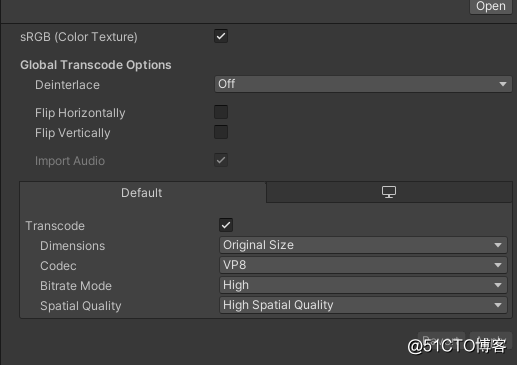 Open
sRGB (Color Texture)
Global Transcode Options
Deinterlace Off
Flip Horizontally
Flip Vertically
Import Audio
Default
Transcode
Dimensions Original Size
Codec VP8
Bitrate Mode High
Spatial Quality High Spatial Quality
@51CTO博客